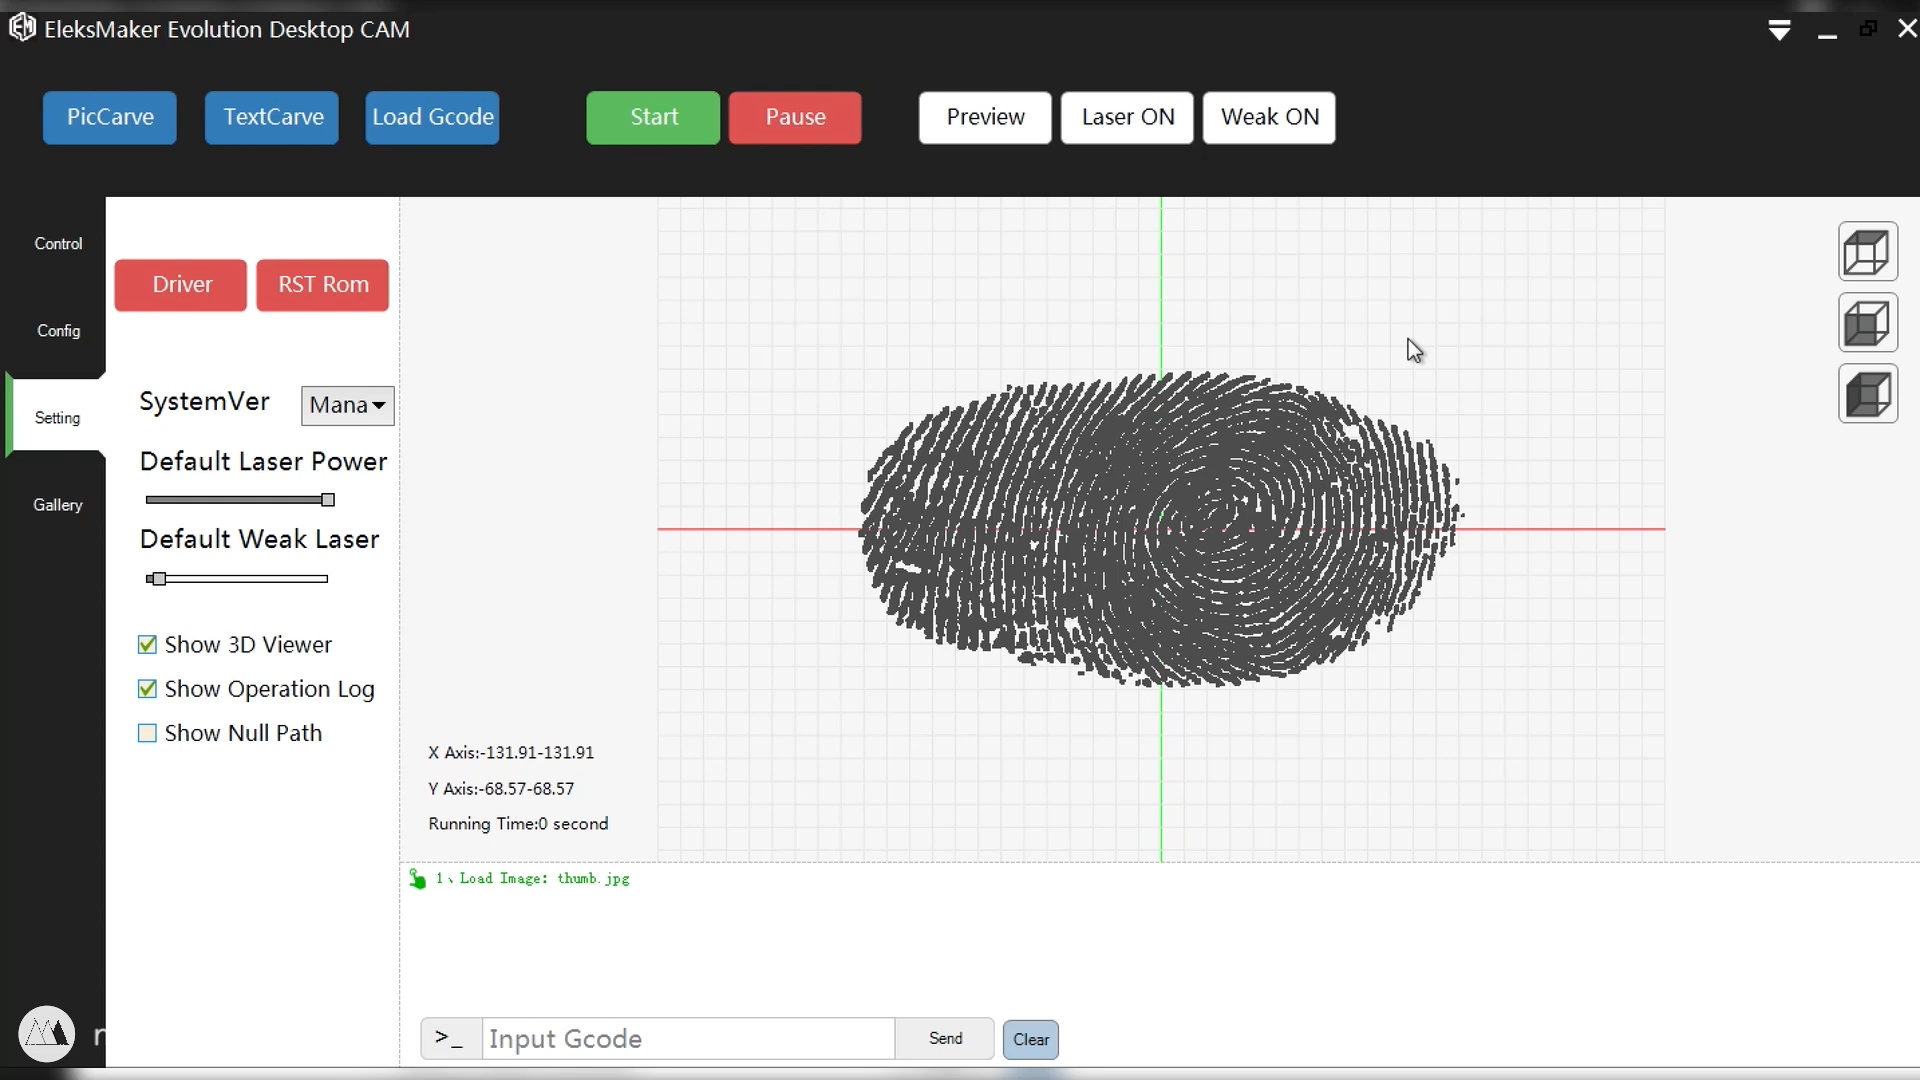 EleksMaker Evolution Desktop CAM
PicCarve
TextCarve
Load Gcode
Start
Pause
Preview
Laser ON
Weak ON
Control
Config
Setting
Gallery
Driver
RST Rom
SystemVer
Mana
Default Laser Power
Default Weak Laser
Show 3D Viewer
Show Operation Log
Show Null Path
X Axis:-131.91-131.91
Y Axis:-68.57-68.57
Running Time:0 second
1、Load Image: thumb.jpg
>_
Input Gcode
Send
Clear